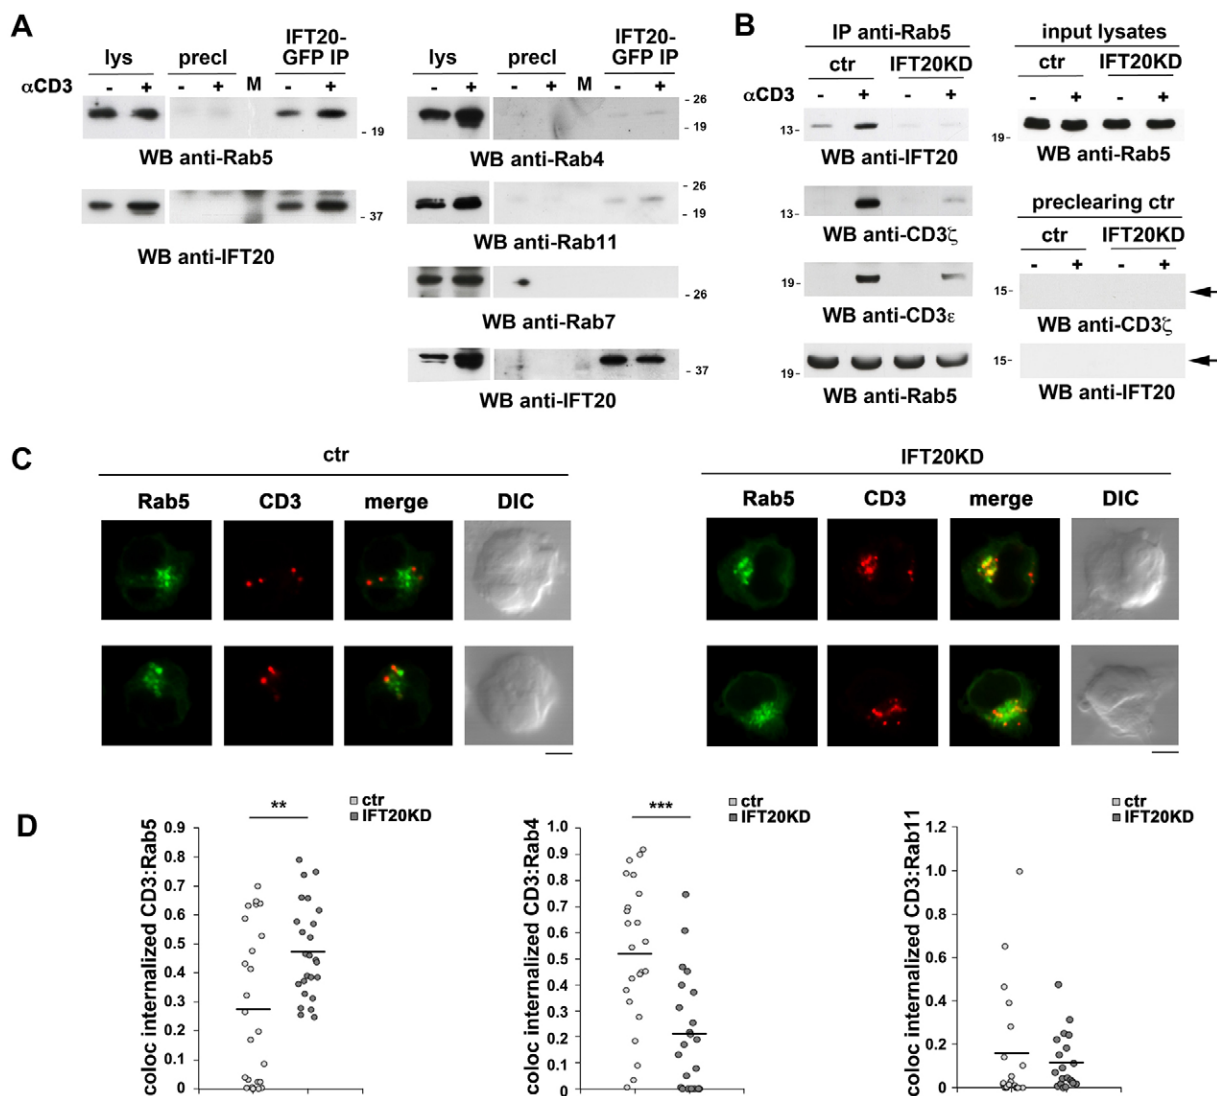 A
lys precl IFT20-
GFP IP
αCD3 - + - + M - +
- 19
WB anti-Rab5
- 37
WB anti-IFT20
lys precl IFT20-
GFP IP
- + - + M - +
- 26
- 19
WB anti-Rab4
- 26
- 19
WB anti-Rab11
- 26
WB anti-Rab7
- 37
WB anti-IFT20
B
IP anti-Rab5
ctr IFT20KD
αCD3 - + - +
13-
WB anti-IFT20
13-
WB anti-CD3ζ
19-
WB anti-CD3ε
19-
WB anti-Rab5
input lysates
ctr IFT20KD
- + - +
19-
WB anti-Rab5
preclearing ctr
ctr IFT20KD
- + - +
15-
WB anti-CD3ζ
15-
WB anti-IFT20
C
ctr
Rab5 CD3 merge DIC
IFT20KD
Rab5 CD3 merge DIC
D
coloc internalized CD3:Rab5
0.9
0.8
0.7
0.6
0.5
0.4
0.3
0.2
0.1
0
**
ctr
IFT20KD
coloc internalized CD3:Rab4
1.0
0.9
0.8
0.7
0.6
0.5
0.4
0.3
0.2
0.1
0
***
ctr
IFT20KD
coloc internalized CD3:Rab11
1.2
1.0
0.8
0.6
0.4
0.2
0
ctr
IFT20KD